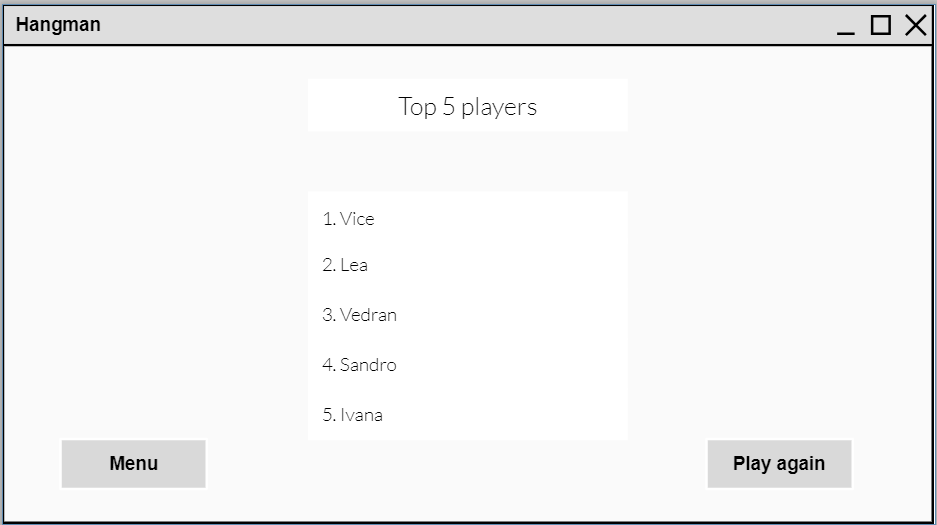 Hangman
Top 5 players
1. Vice
2. Lea
3. Vedran
4. Sandro
5. Ivana
Menu
Play again